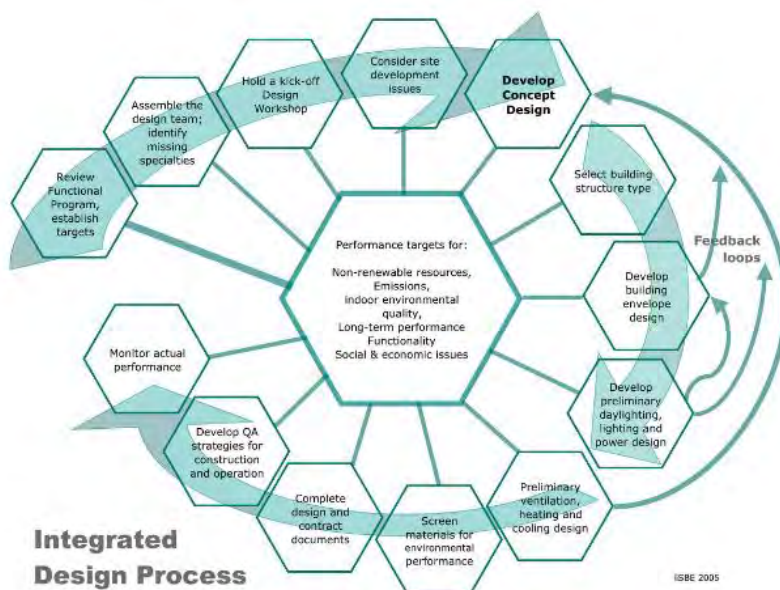 Review
Functional
Program,
establish
targets
Assemble the
design team;
identify
missing
specialties
Hold a kick-off
Design
Workshop
Consider site
development
issues
Develop
Concept
Design
Select building
structure type
Feedback
loops
Develop
building
envelope
design
Develop
preliminary
daylighting,
lighting and
power design
Preliminary
ventilation,
heating and
cooling design
Screen
materials for
environmental
performance
Complete
design and
contract
documents
Develop QA
strategies for
construction
and operation
Monitor actual
performance
Performance targets for:
Non-renewable resources,
Emissions,
Indoor environmental
quality,
Long-term performance
Functionality
Social & economic issues
Integrated
Design Process
iiSBE 2005